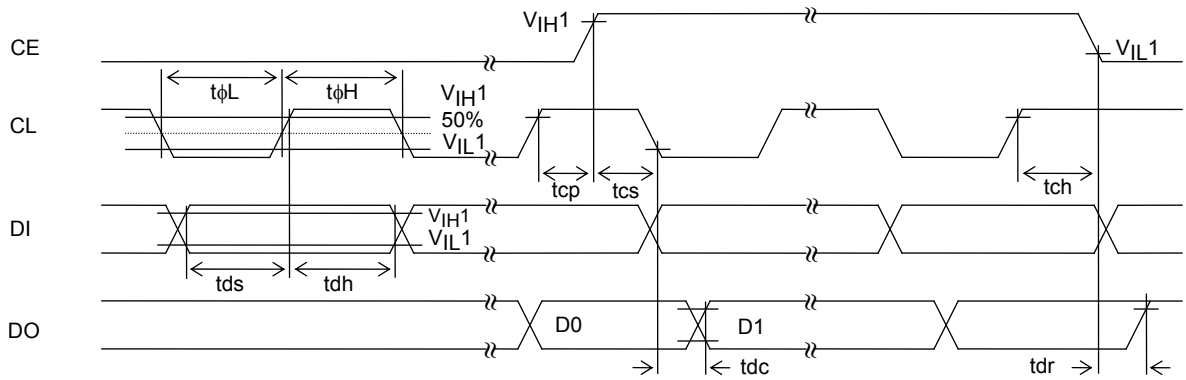 CE
VIH1
VIL1
tϕL
tϕH
CL
VIH1
50%
VIL1
tcp
tcs
tch
DI
VIH1
VIL1
tds
tdh
DO
D0
D1
tdc
tdr